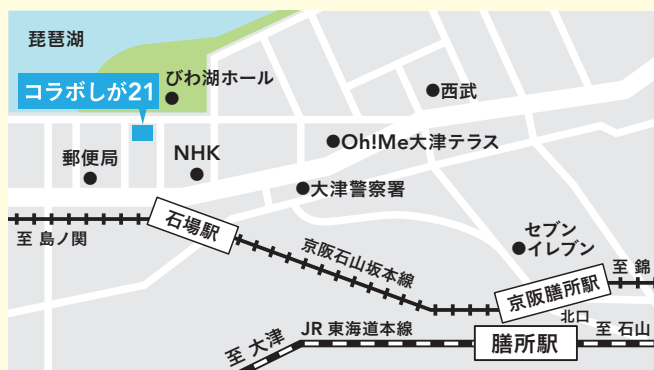 琵琶湖
コラボしが21
びわ湖ホール
西武
Oh!Me大津テラス
郵便局
NHK
大津警察署
石場駅
至 島ノ関
京阪石山坂本線
セブン
イレブン
京阪膳所駅
至 錦
北口
至 大津
JR 東海道本線
膳所駅
至 石山